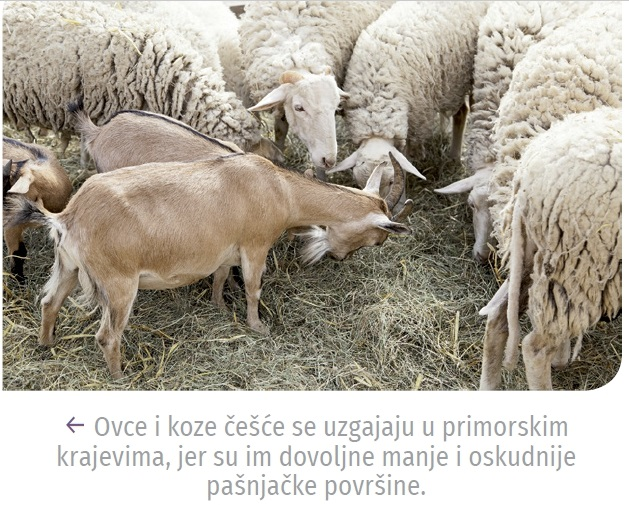 ← Ovce i koze češće se uzgajaju u primorskim
krajevima, jer su im dovoljne manje i oskudnije
pašnjačke površine.